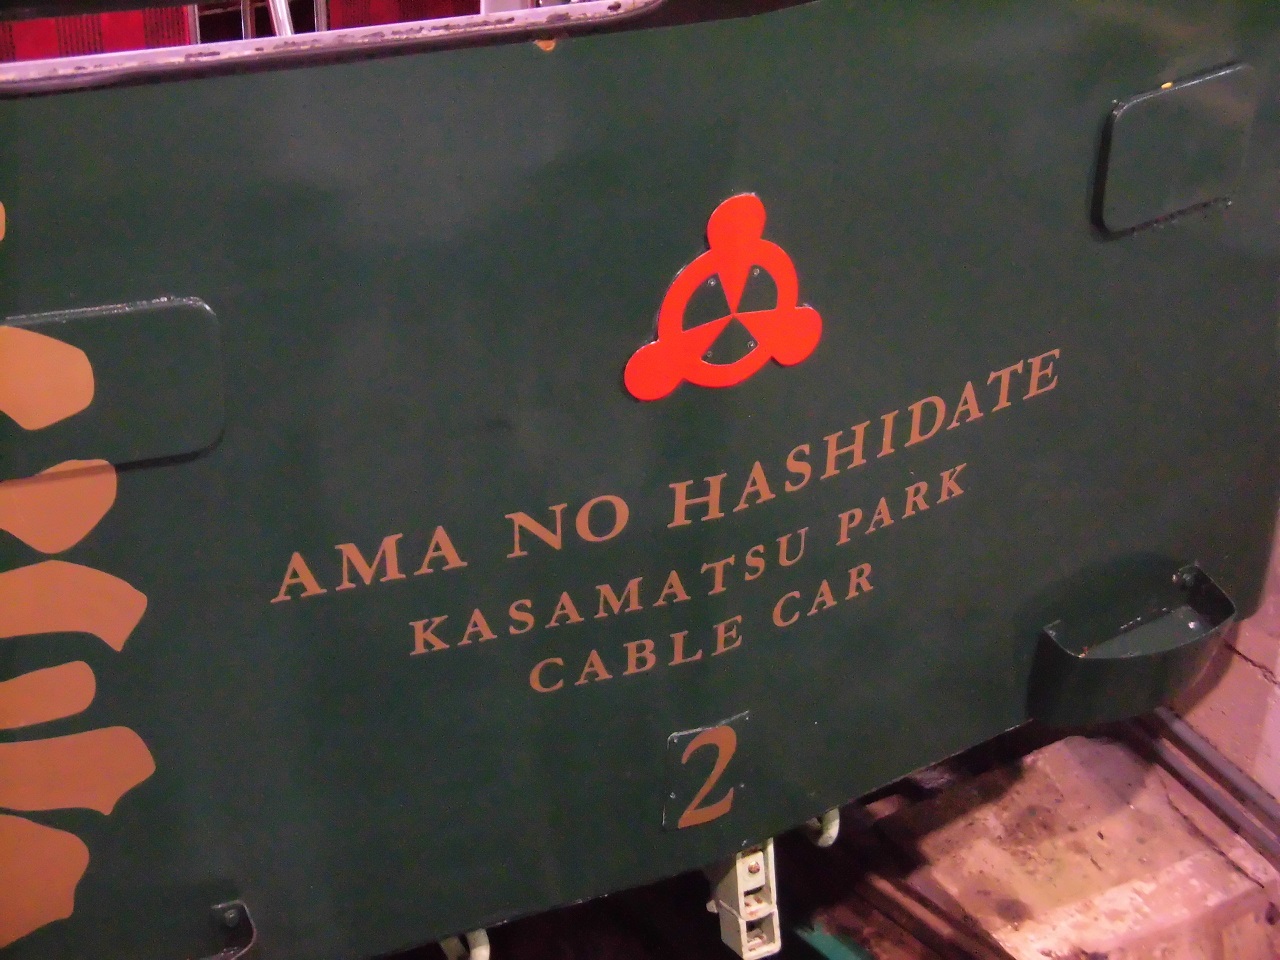 AMA NO HASHIDATE
KASAMATSU PARK
CABLE CAR
2